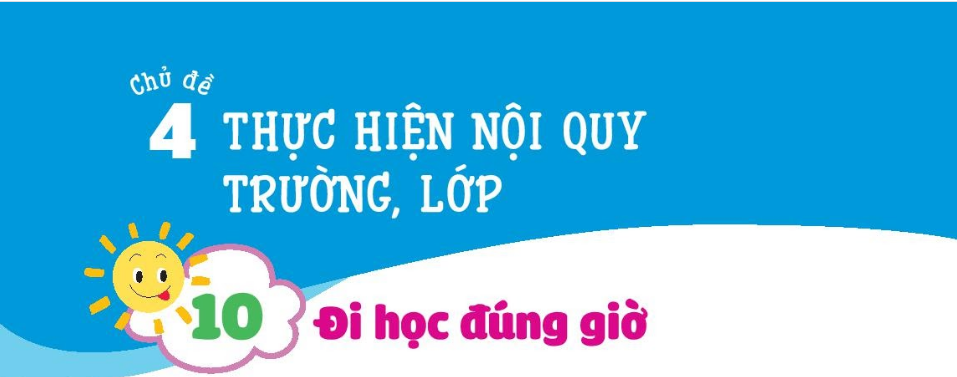 Chủ đề
4 THỰC HIỆN NỘI QUY
TRƯỜNG, LỚP
10 Đi học đúng giờ